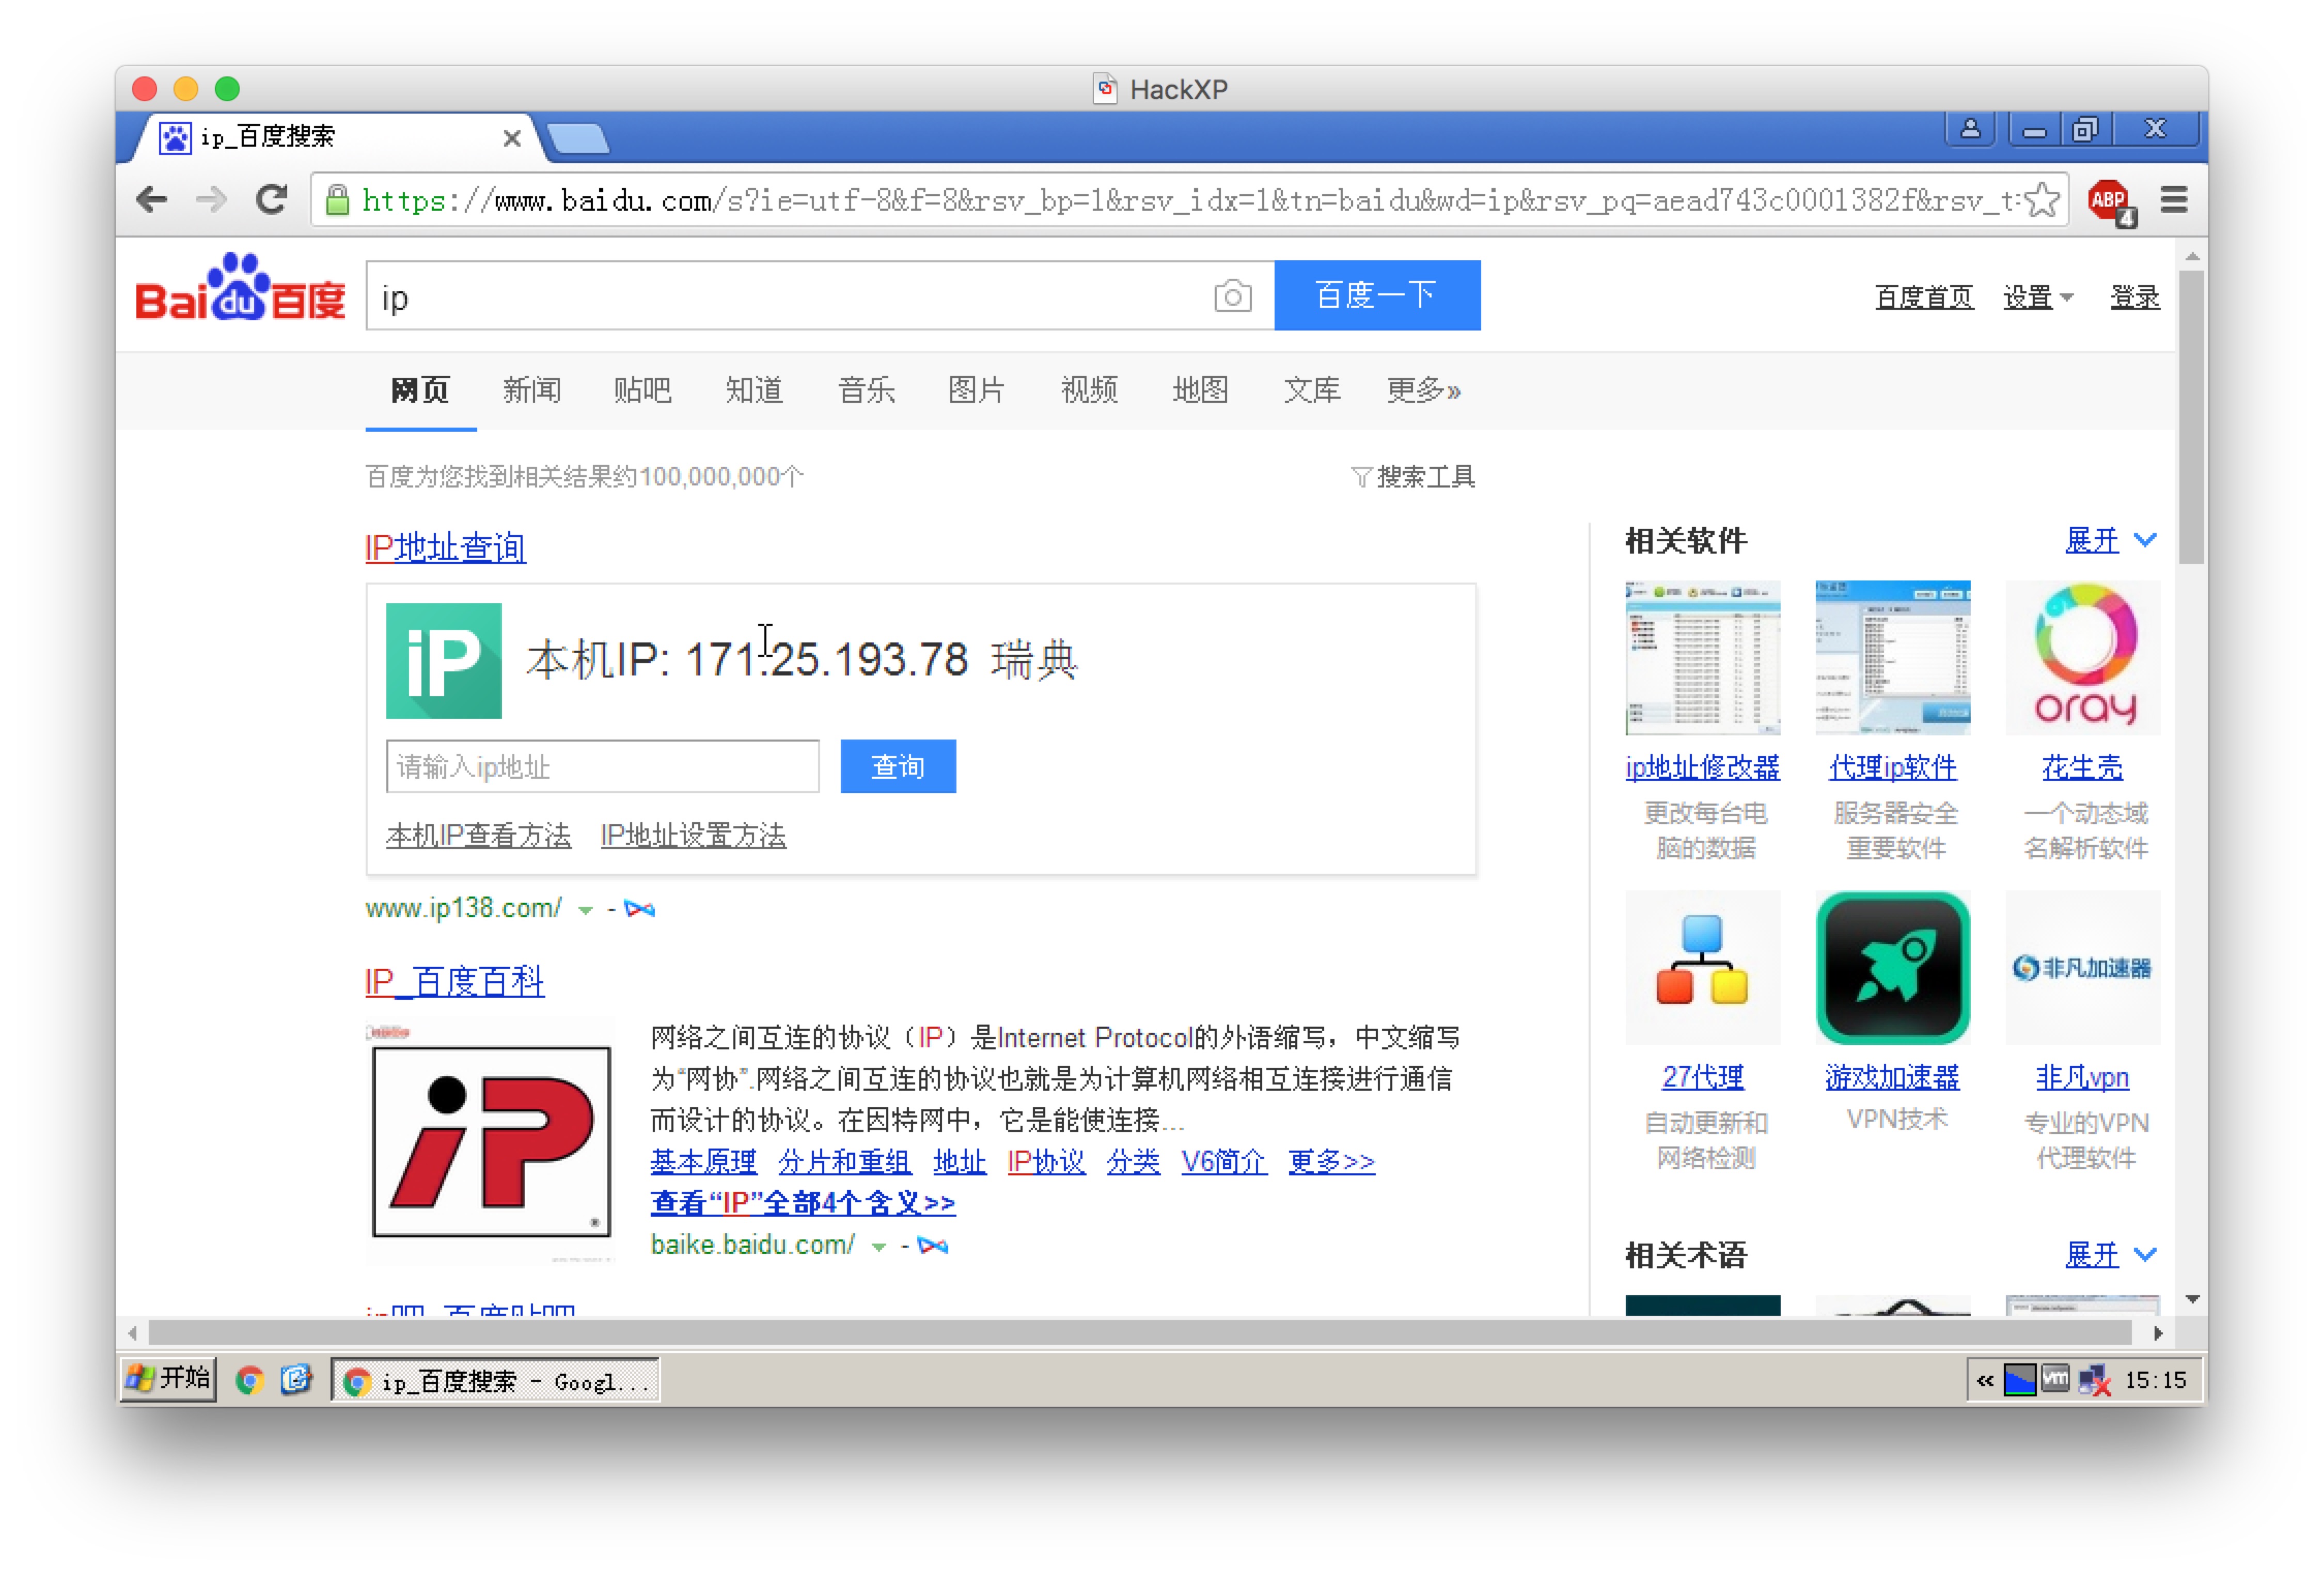 HackXP
ip_百度搜索
https://www.baidu.com/s?ie=utf-8&f=8&rsv_bp=1&rsv_idx=1&tn=baidu&wd=ip&rsv_pq=aead743c0001382f&rsv_t
ABP 4
Bai du 百度
ip
百度一下
百度首页 设置 登录
网页 新闻 贴吧 知道 音乐 图片 视频 地图 文库 更多»
百度为您找到相关结果约100,000,000个
搜索工具
IP地址查询
iP
本机IP: 171.25.193.78 瑞典
请输入ip地址
查询
本机IP查看方法 IP地址设置方法
www.ip138.com/
IP_百度百科
iP
网络之间互连的协议（IP）是Internet Protocol的外语缩写，中文缩写
为“网协”.网络之间互连的协议也就是为计算机网络相互连接进行通信
而设计的协议。在因特网中，它是能使连接...
基本原理 分片和重组 地址 IP协议 分类 V6简介 更多>>
查看“IP”全部4个含义>>
baike.baidu.com/
ip吧_百度贴吧
相关软件 展开
oray
ip地址修改器 代理ip软件 花生壳
更改每台电 服务器安全 一个动态域
脑的数据 重要软件 名解析软件
非凡加速器
27代理 游戏加速器 非凡vpn
自动更新和 VPN技术 专业的VPN
网络检测 代理软件
相关术语 展开
开始
ip_百度搜索 - Googl...
«
vm
15:15